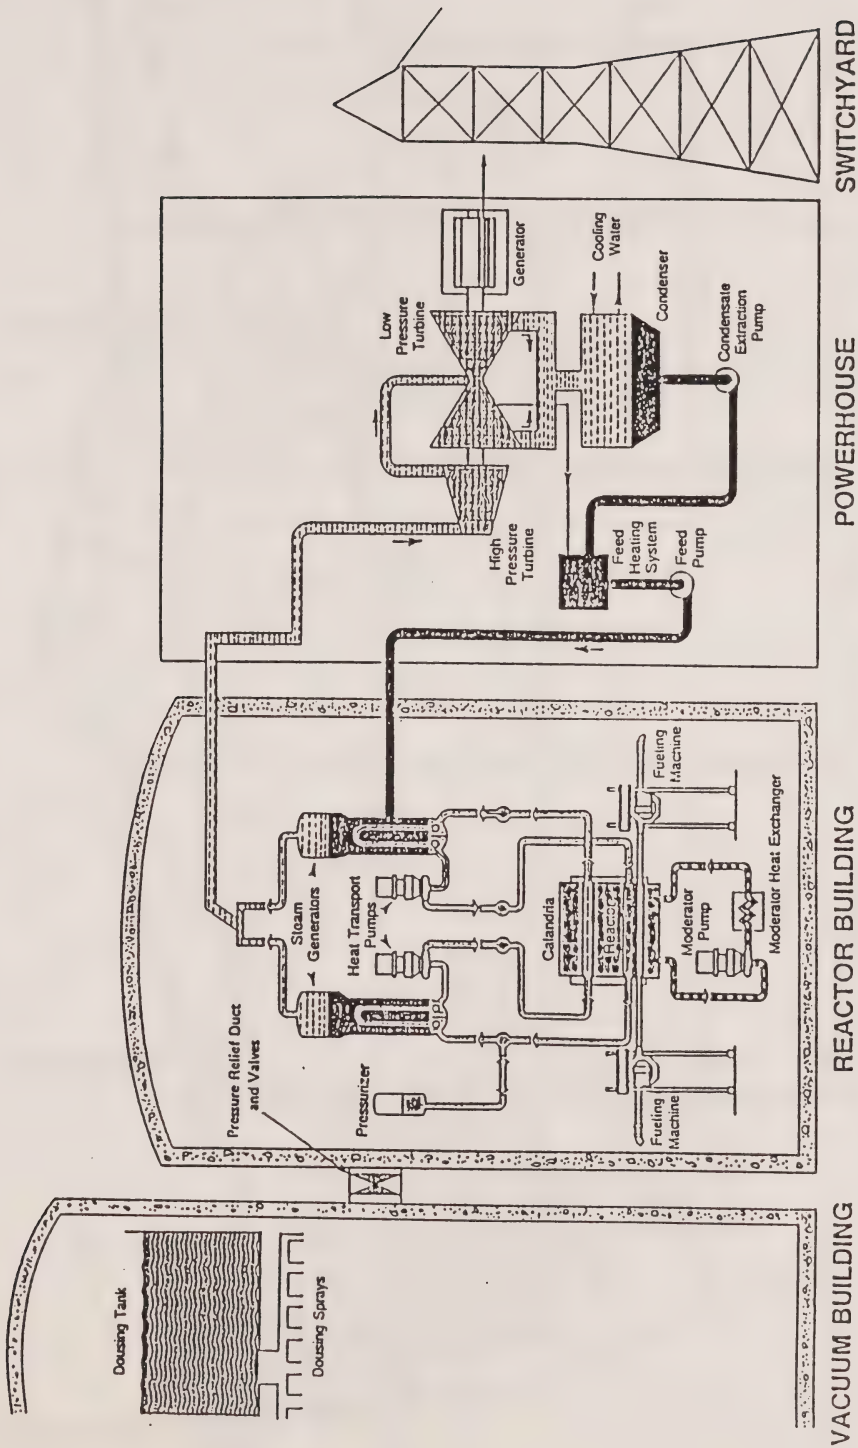 Dousing Tank
Dousing Sprays
Pressure Relief Duct
and Valves
Pressurizer
Steam
Generators
Heat Transport
Pumps
Calandria
Reactor
Moderator
Pump
Moderator Heat Exchanger
Fueling
Machine
Fueling
Machine
High
Pressure
Turbine
Low
Pressure
Turbine
Generator
Cooling
Water
Condenser
Condensate
Extraction
Pump
Feed
Heating
System
Feed
Pump
VACUUM BUILDING
REACTOR BUILDING
POWERHOUSE
SWITCHYARD